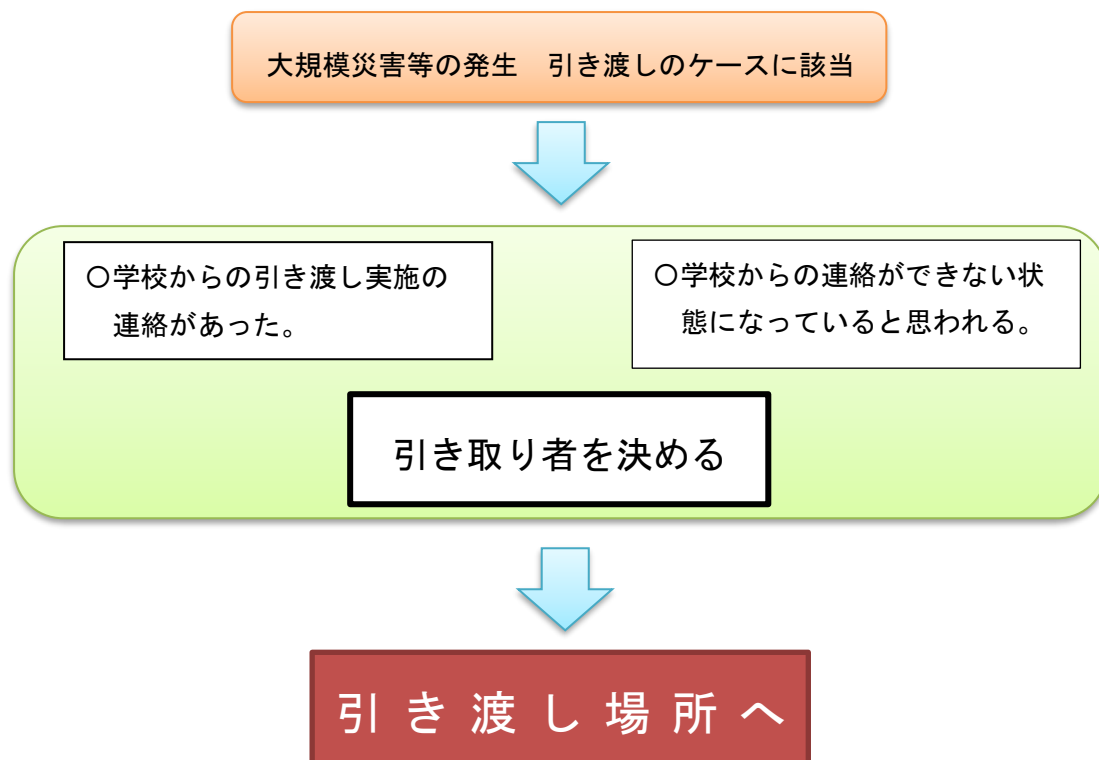 大規模災害等の発生　引き渡しのケースに該当
〇学校からの引き渡し実施の
連絡があった。
〇学校からの連絡ができない状
態になっていると思われる。
引き取り者を決める
引き渡し場所へ